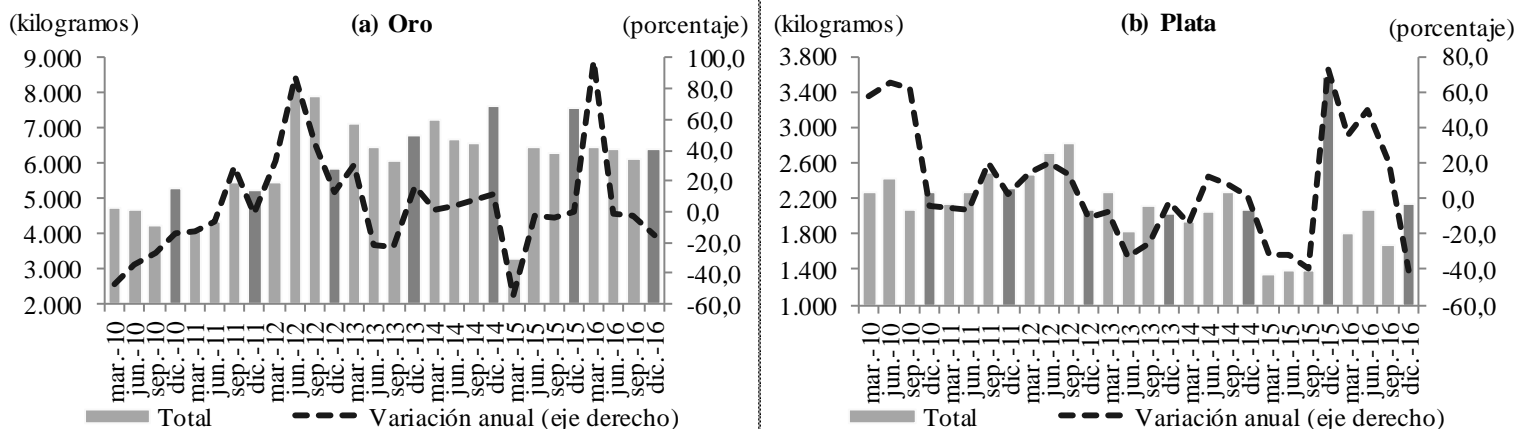 (kilogramos) (a) Oro (porcentaje)
9.000
8.000
7.000
6.000
5.000
4.000
3.000
2.000
100,0
80,0
60,0
40,0
20,0
0,0
-20,0
-40,0
-60,0
mar.- 10
jun.- 10
sep.- 10
dic.- 10
mar.- 11
jun.- 11
sep.- 11
dic.- 11
mar.- 12
jun.- 12
sep.- 12
dic.- 12
mar.- 13
jun.- 13
sep.- 13
dic.- 13
mar.- 14
jun.- 14
sep.- 14
dic.- 14
mar.- 15
jun.- 15
sep.- 15
dic.- 15
mar.- 16
jun.- 16
sep.- 16
dic.- 16
Total Variación anual (eje derecho)
(kilogramos) (b) Plata (porcentaje)
3.800
3.400
3.000
2.600
2.200
1.800
1.400
1.000
80,0
60,0
40,0
20,0
0,0
-20,0
-40,0
-60,0
mar.- 10
jun.- 10
sep.- 10
dic.- 10
mar.- 11
jun.- 11
sep.- 11
dic.- 11
mar.- 12
jun.- 12
sep.- 12
dic.- 12
mar.- 13
jun.- 13
sep.- 13
dic.- 13
mar.- 14
jun.- 14
sep.- 14
dic.- 14
mar.- 15
jun.- 15
sep.- 15
dic.- 15
mar.- 16
jun.- 16
sep.- 16
dic.- 16
Total Variación anual (eje derecho)